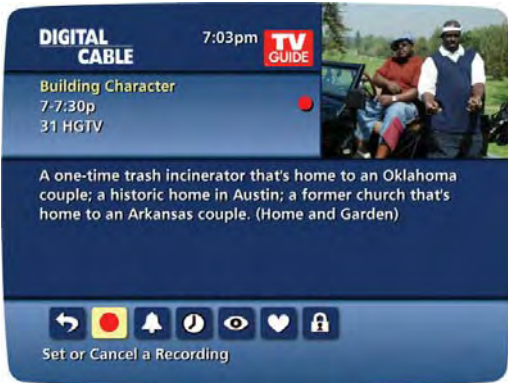 DIGITAL
CABLE
7:03pm
TV
GUIDE
Building Character
7-7:30p
31 HGTV
A one-time trash incinerator that's home to an Oklahoma
couple; a historic home in Austin; a former church that's
home to an Arkansas couple. (Home and Garden)
Set or Cancel a Recording